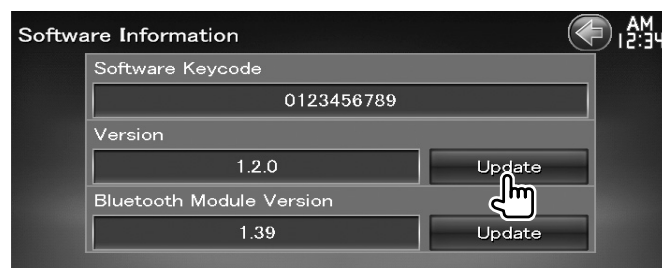 Software Information
AM
12:34
Software Keycode
0123456789
Version
1.2.0
Update
Bluetooth Module Version
1.39
Update